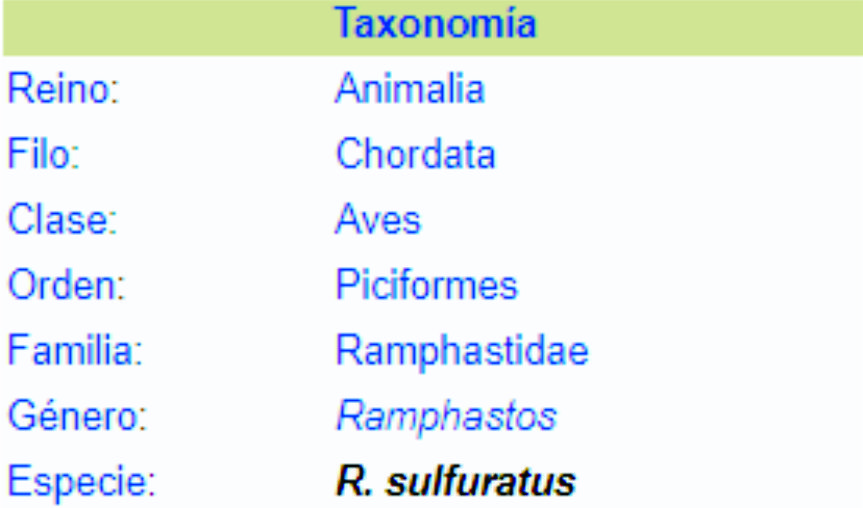 Taxonomía
Reino: Animalia
Filo: Chordata
Clase: Aves
Orden: Piciformes
Familia: Ramphastidae
Género: Ramphastos
Especie: R. sulfuratus